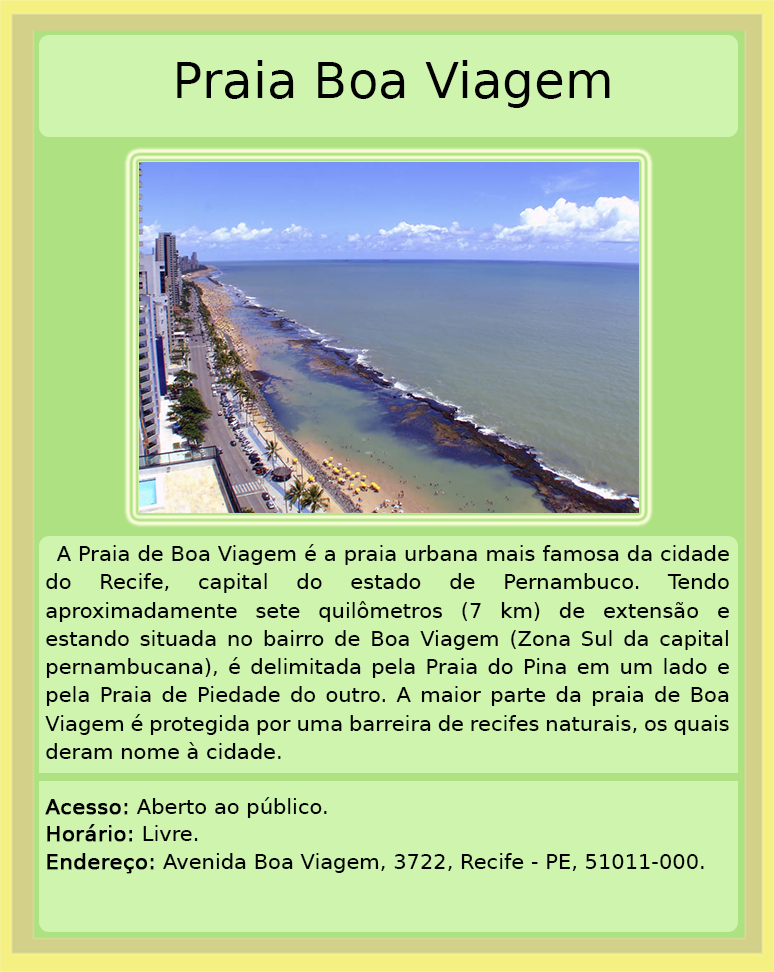 Praia Boa Viagem
A Praia de Boa Viagem é a praia urbana mais famosa da cidade
do Recife, capital do estado de Pernambuco. Tendo
aproximadamente sete quilômetros (7 km) de extensão e
estando situada no bairro de Boa Viagem (Zona Sul da capital
pernambucana), é delimitada pela Praia do Pina em um lado e
pela Praia de Piedade do outro. A maior parte da praia de Boa
Viagem é protegida por uma barreira de recifes naturais, os quais
deram nome à cidade.
Acesso: Aberto ao público.
Horário: Livre.
Endereço: Avenida Boa Viagem, 3722, Recife - PE, 51011-000.